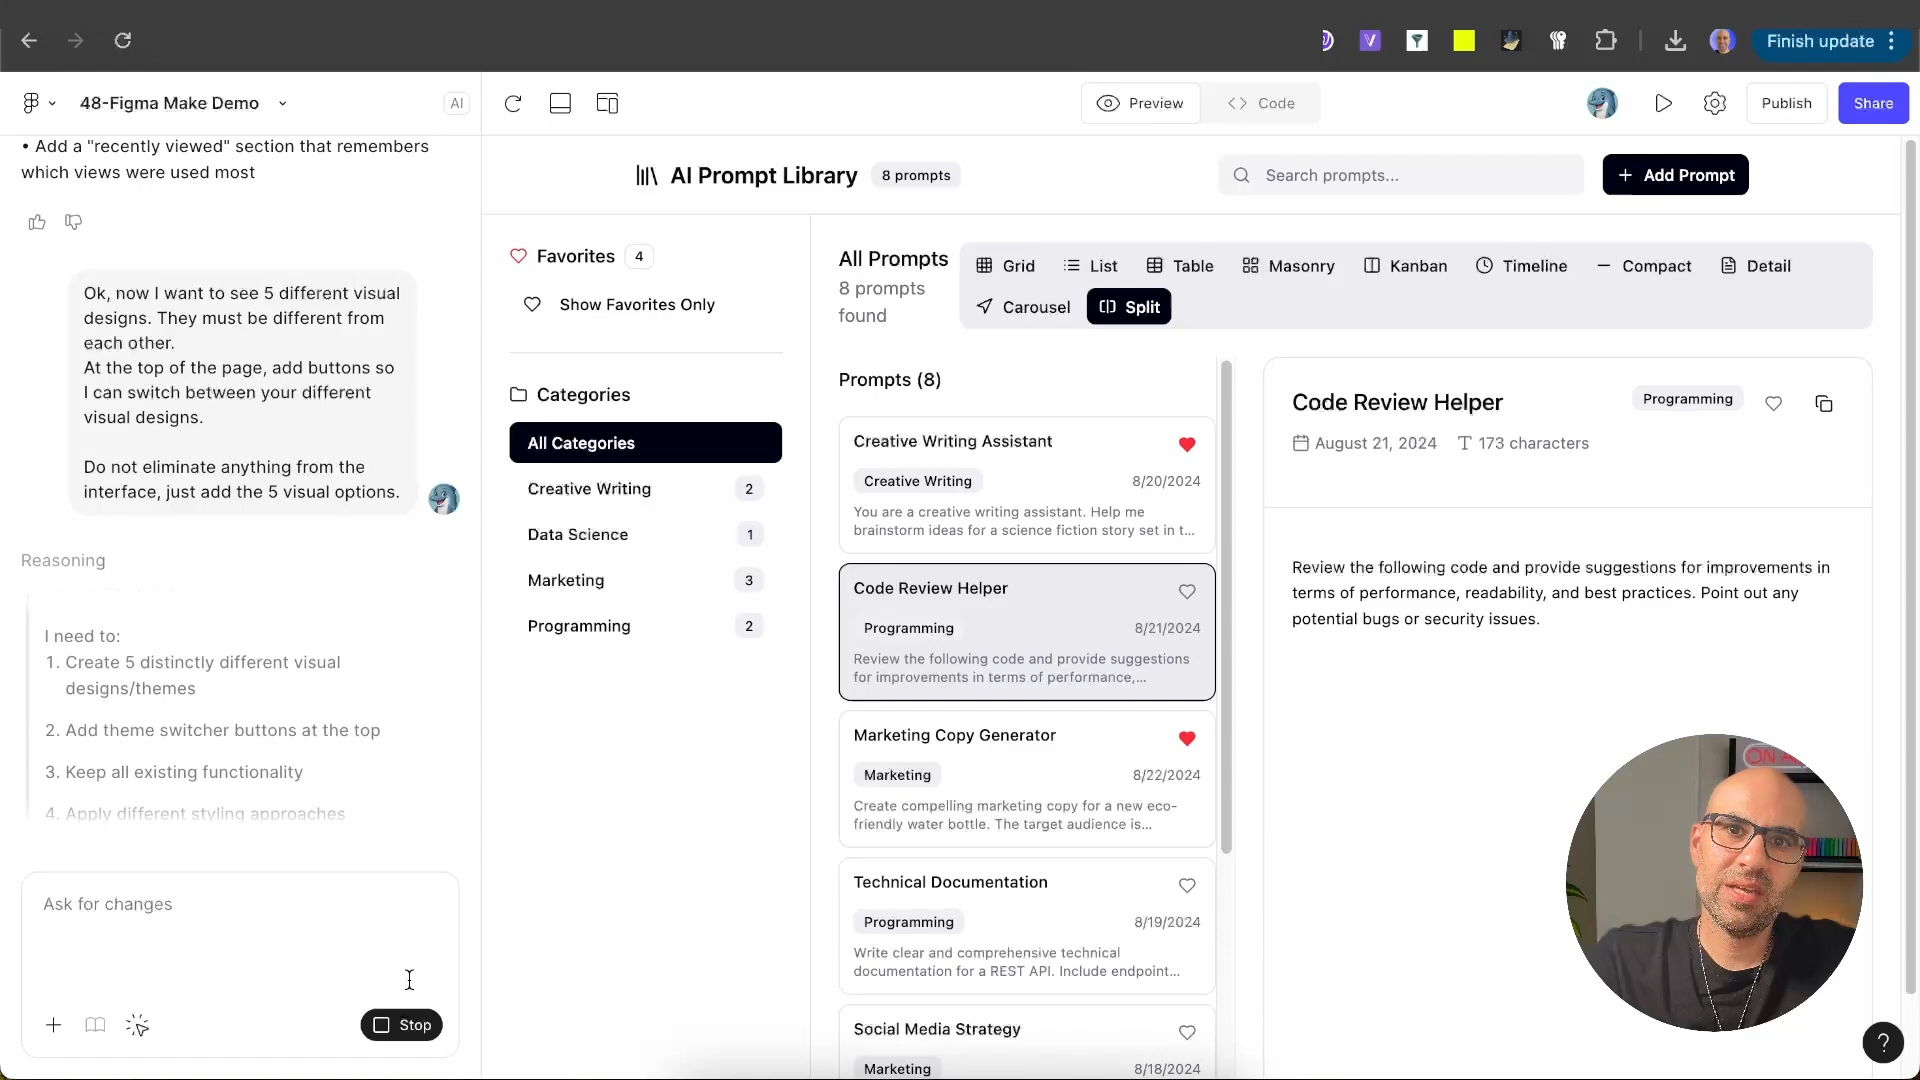 Finish update
48-Figma Make Demo
AI
Preview
Code
Publish
Share
• Add a "recently viewed" section that remembers
which views were used most
Ok, now I want to see 5 different visual
designs. They must be different from
each other.
At the top of the page, add buttons so
I can switch between your different
visual designs.
Do not eliminate anything from the
interface, just add the 5 visual options.
Reasoning
I need to:
1. Create 5 distinctly different visual
designs/themes
2. Add theme switcher buttons at the top
3. Keep all existing functionality
4. Apply different styling approaches
Ask for changes
Stop
AI Prompt Library
8 prompts
Search prompts...
+ Add Prompt
Favorites 4
Show Favorites Only
Categories
All Categories
Creative Writing 2
Data Science 1
Marketing 3
Programming 2
All Prompts
8 prompts
found
Grid List Table Masonry Kanban Timeline Compact Detail
Carousel Split
Prompts (8)
Creative Writing Assistant
Creative Writing 8/20/2024
You are a creative writing assistant. Help me
brainstorm ideas for a science fiction story set in t...
Code Review Helper
Programming 8/21/2024
Review the following code and provide suggestions
for improvements in terms of performance,...
Marketing Copy Generator
Marketing 8/22/2024
Create compelling marketing copy for a new eco-
friendly water bottle. The target audience is...
Technical Documentation
Programming 8/19/2024
Write clear and comprehensive technical
documentation for a REST API. Include endpoint...
Social Media Strategy
Marketing 8/18/2024
Code Review Helper
Programming
August 21, 2024 173 characters
Review the following code and provide suggestions for improvements in
terms of performance, readability, and best practices. Point out any
potential bugs or security issues.
ON
?